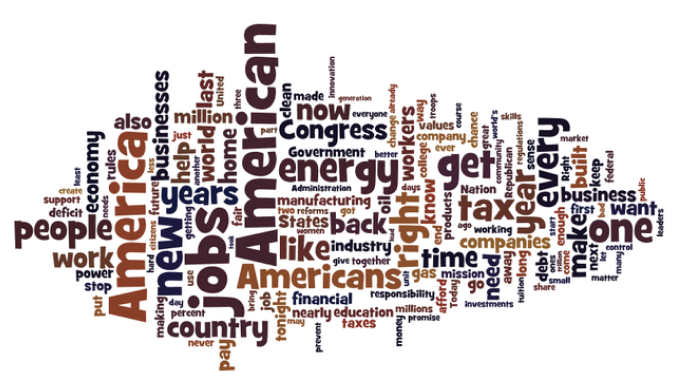 American
America
Americans
jobs
new
years
people
work
power
stop
put
economy
also
rules
least
create
support
deficit
needs
businesses
less
future
citizens
hard
just
help
another
world
last
United
million
home
three
fair
getting
use
took
day
making
percent
country
never
pay
bring
job
tonight
may
financial
nearly
education
taxes
prevent
millions
promise
money
responsibility
investments
part
clean
made
innovation
generation
now
everyone
Congress
Government
better
energy
Administration
manufacturing
two
reforms
got
States
women
back
oil
like
industry
give
together
change
already
workers
days
right
unit
gas
way
troops
values
company
college
ever
know
end
products
course
chance
great
world's
community
skills
regulations
Republican
sense
get
Nation
tax
ago
working
companies
time
mission
go
afford
Today
need
away
long
tuition
year
every
market
Right
built
keep
federal
business
start
enough
first
bad
want
public
leaders
make
one
debt
ones
trillion
come
small
share
next
let
control
matter
many